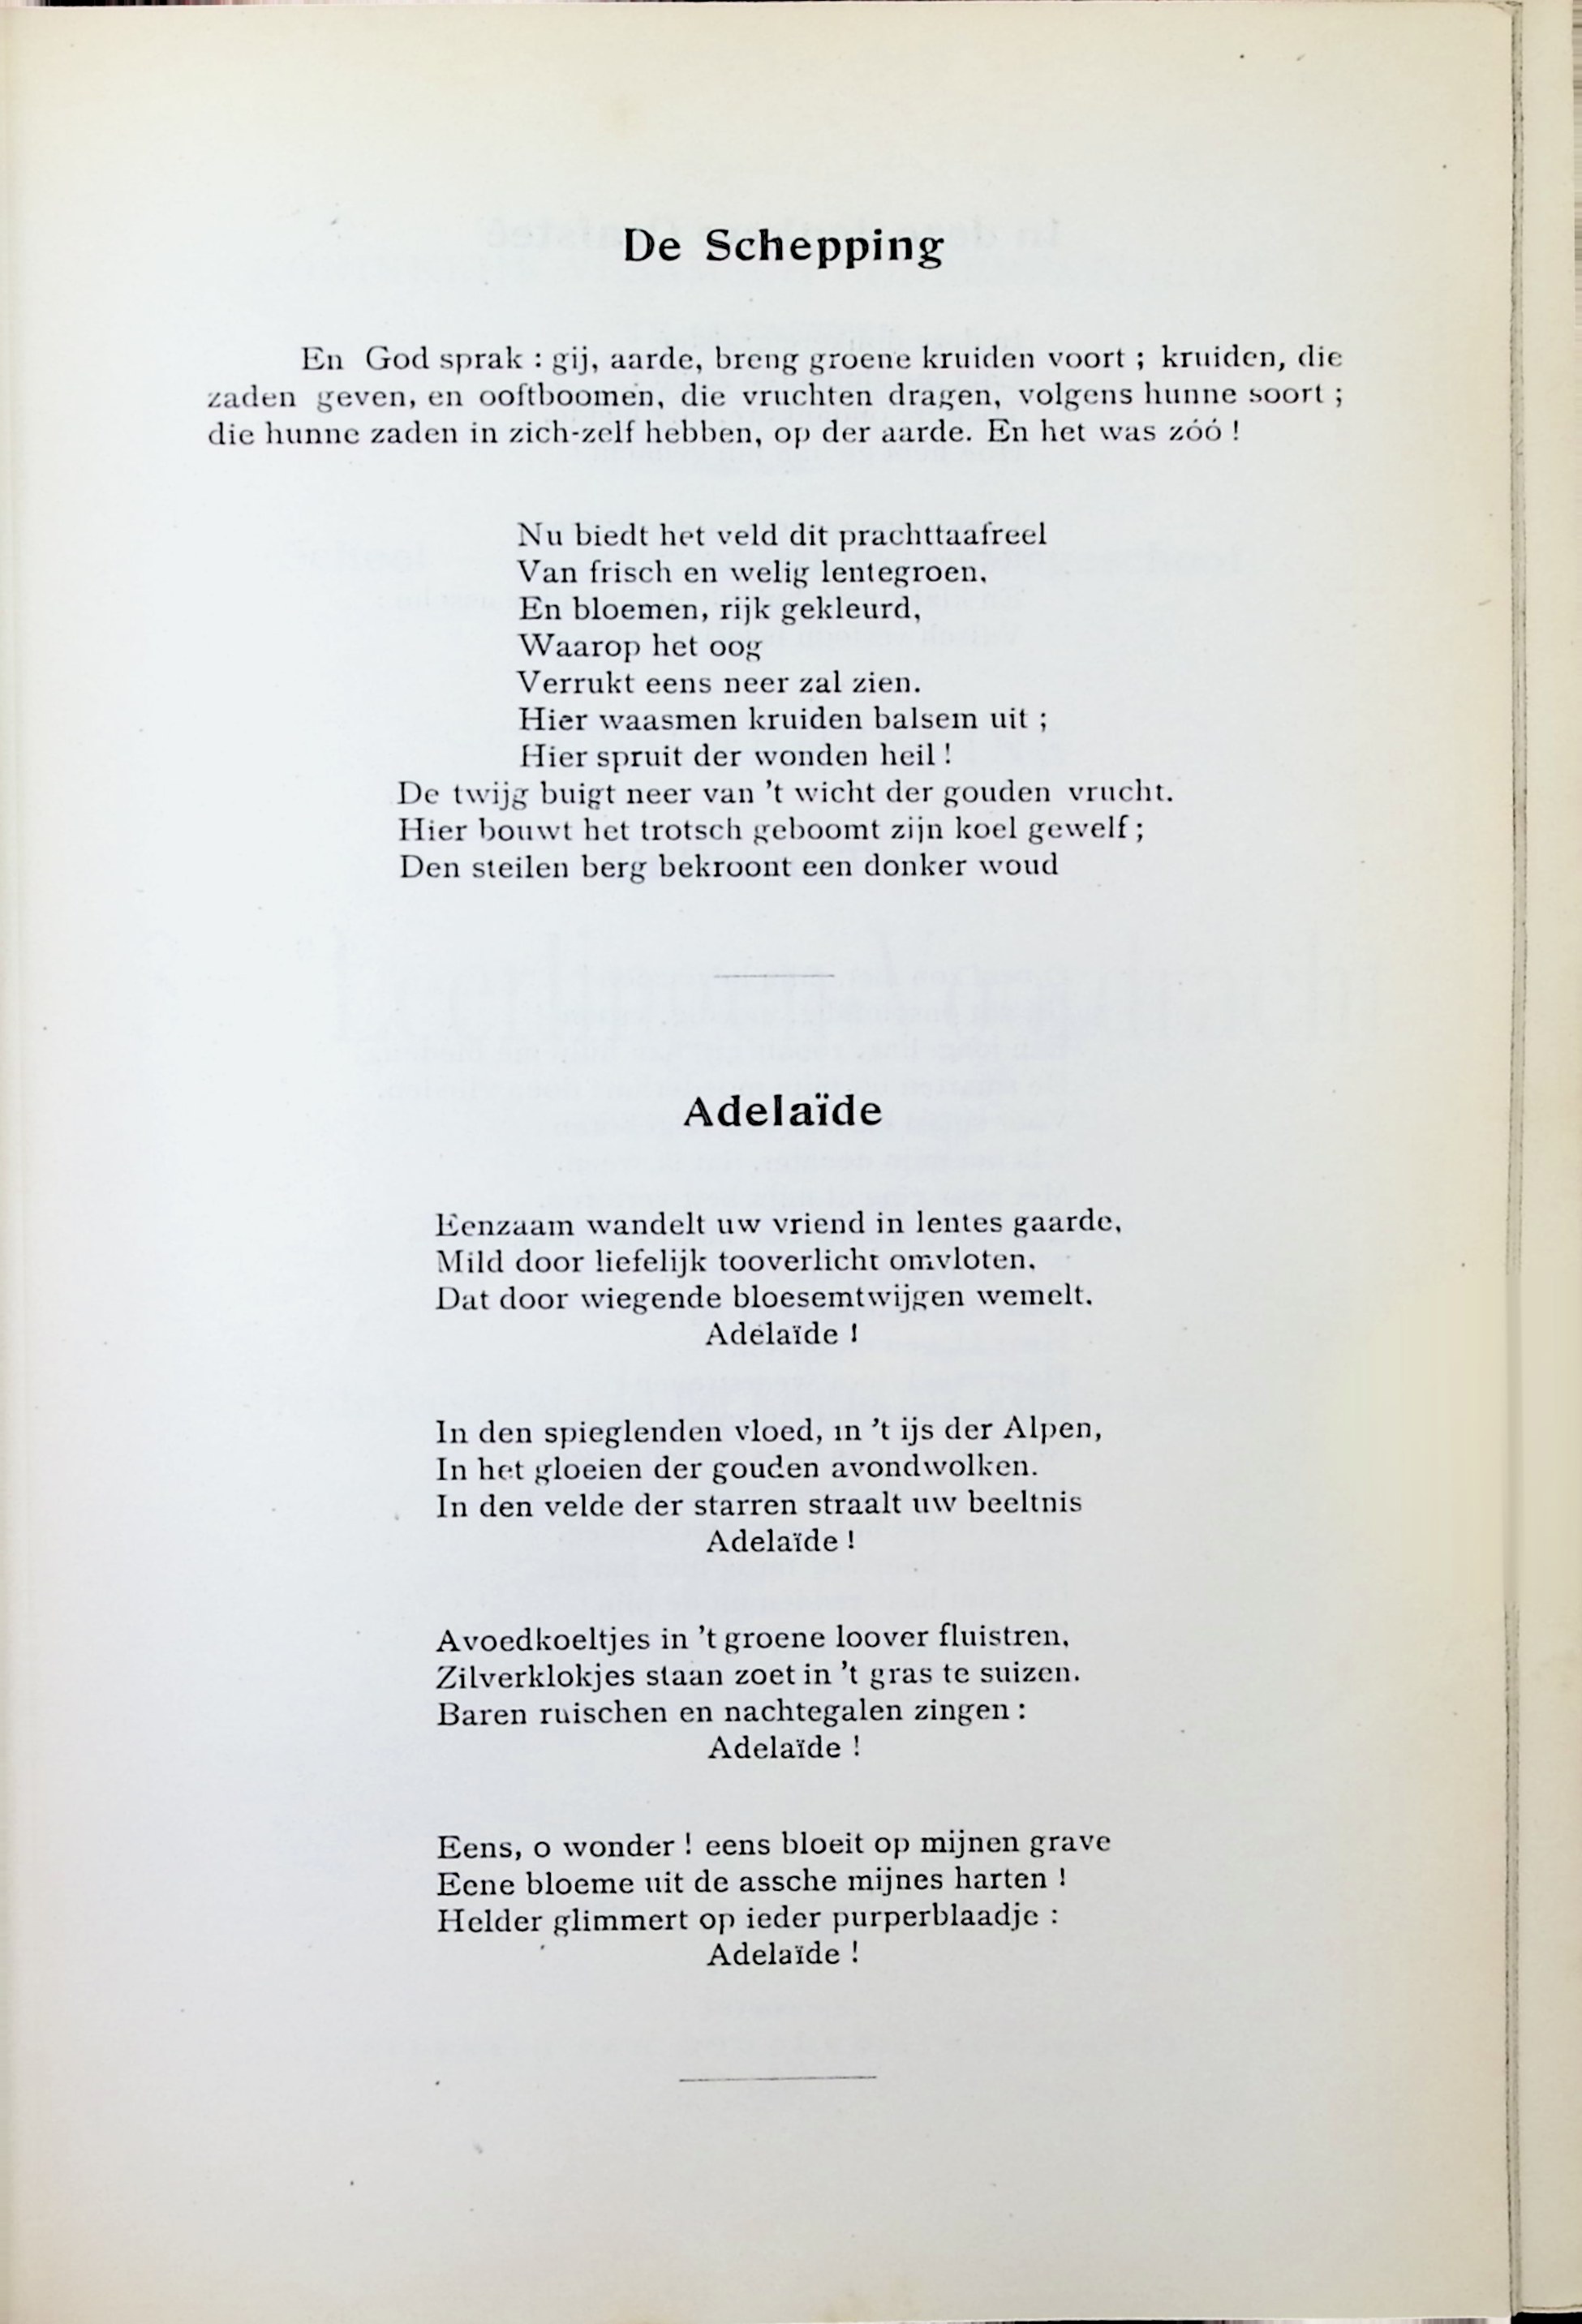 De Schepping
En God sprak : gij, aarde, breng groene kruiden voort ; kruiden, die
zaden geven, en ooftboomen, die vruchten dragen, volgens hunne soort ;
die hunne zaden in zich-zelf hebben, op der aarde. En het was zóó !
Nu biedt het veld dit prachttaafreel
Van frisch en welig lentegroen,
En bloemen, rijk gekleurd,
Waarop het oog
Verrukt eens neer zal zien.
Hier waasmen kruiden balsem uit ;
Hier spruit der wonden heil !
De twijg buigt neer van 't wicht der gouden vrucht.
Hier bouwt het trotsch geboomt zijn koel gewelf ;
Den steilen berg bekroont een donker woud
Adelaïde
Eenzaam wandelt uw vriend in lentes gaarde,
Mild door liefelijk tooverlicht omvloten,
Dat door wiegende bloesemtwijgen wemelt.
Adelaïde !
In den spieglenden vloed, in 't ijs der Alpen,
In het gloeien der gouden avondwolken.
In den velde der starren straalt uw beeltnis
Adelaïde !
Avoedkoeltjes in 't groene loover fluistren,
Zilverklokjes staan zoet in 't gras te suizen.
Baren ruischen en nachtegalen zingen :
Adelaïde !
Eens, o wonder ! eens bloeit op mijnen grave
Eene bloeme uit de assche mijnes harten !
Helder glimmert op ieder purperblaadje :
Adelaïde !